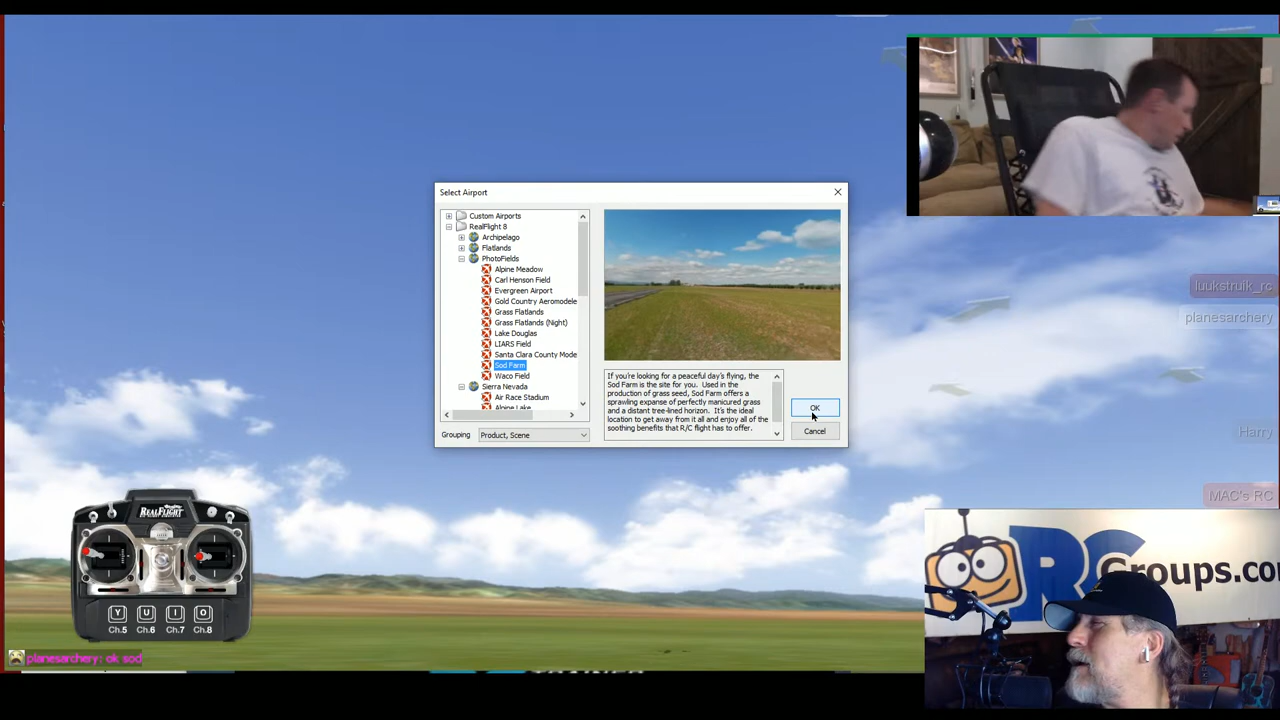 Select Airport
Custom Airports
RealFlight 8
Archipelago
Flatlands
PhotoFields
Alpine Meadow
Carl Henson Field
Evergreen Airport
Gold Country Aeromodele
Grass Flatlands
Grass Flatlands (Night)
Lake Douglas
LIARS Field
Santa Clara County Mode
Sod Farm
Waco Field
Sierra Nevada
Air Race Stadium
Alpine Lake
Grouping
Product, Scene
If you're looking for a peaceful day's flying, the
Sod Farm is the site for you. Used in the
production of grass seed, Sod Farm offers a
sprawling expanse of perfectly manicured grass
and a distant tree-lined horizon. It's the ideal
location to get away from it all and enjoy all of the
soothing benefits that R/C flight has to offer.
OK
Cancel
luukstruik_rc
planesarchery
Harry
MAC's RC
REALFLIGHT
Y U I O
Ch.5 Ch.6 Ch.7 Ch.8
planesarchery: ok sod
RC Groups.co